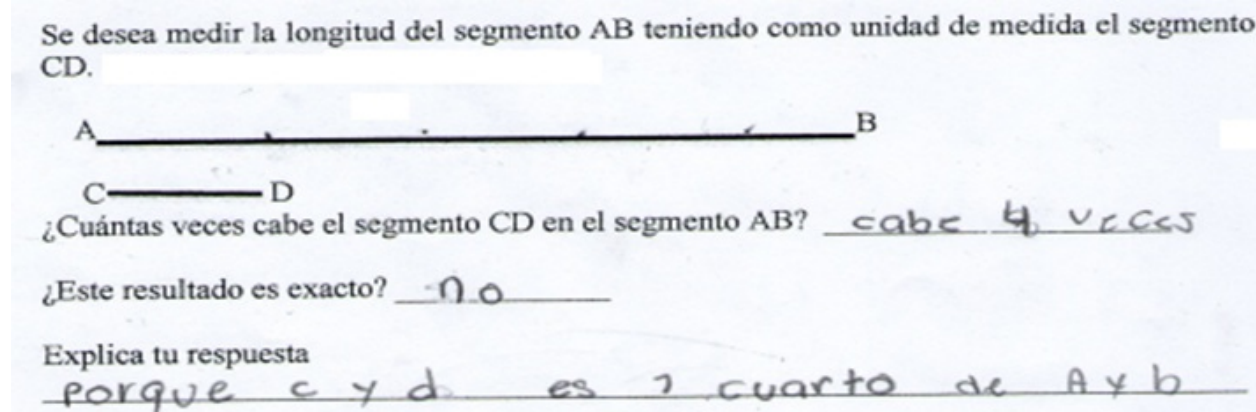 Se desea medir la longitud del segmento AB teniendo como unidad de medida el segmento
CD.
A B
C D
¿Cuántas veces cabe el segmento CD en el segmento AB? cabe 4 veces
¿Este resultado es exacto? no
Explica tu respuesta
porque c y d es 1 cuarto de A y b